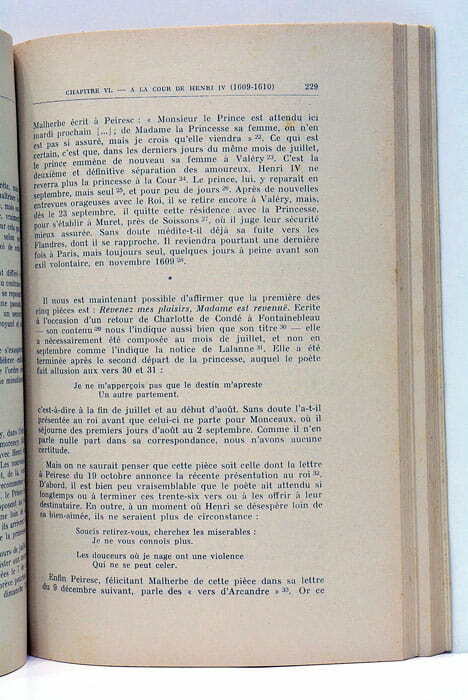 CHAPITRE VI. — A LA COUR DE HENRI IV (1609-1610) 229
Malherbe écrit à Peiresc : « Monsieur le Prince est attendu ici
mardi prochain [...] ; de Madame la Princesse sa femme, on n'en
est pas si assuré, mais je crois qu'elle viendra » 22. Ce qui est
certain, c'est que, dans les derniers jours du même mois de juillet,
le prince emmène de nouveau sa femme à Valéry 23. C'est la
deuxième et définitive séparation des amoureux. Henri IV ne
reverra plus la princesse à la Cour 24. Le prince, lui, y reparaît en
septembre, mais seul 25, et pour peu de jours 26. Après de nouvelles
entrevues orageuses avec le Roi, il se retire encore à Valéry, mais,
dès le 23 septembre, il quitte cette résidence avec la Princesse,
pour s'établir à Muret, près de Soissons 27, où il juge leur sécurité
mieux assurée. Sans doute médite-t-il déjà sa fuite vers les
Flandres, dont il se rapproche. Il reviendra pourtant une dernière
fois à Paris, mais toujours seul, quelques jours à peine avant son
exil volontaire, en novembre 1609 28.
*
Il nous est maintenant possible d'affirmer que la première des
cinq pièces est : Revenez mes plaisirs, Madame est revenuë. Ecrite
à l'occasion d'un retour de Charlotte de Condé à Fontainebleau
— son contenu 29 nous l'indique aussi bien que son titre 30 — elle
a nécessairement été composée au mois de juillet, et non en
septembre comme l'indique la notice de Lalanne 31. Elle a été
terminée après le second départ de la princesse, auquel le poète
fait allusion aux vers 30 et 31 :
Je ne m'apperçois pas que le destin m'apreste
Un autre partement.
c'est-à-dire à la fin de juillet et au début d'août. Sans doute l'a-t-il
présentée au roi avant que celui-ci ne parte pour Monceaux, où il
séjourne des premiers jours d'août au 2 septembre. Comme il n'en
parle nulle part dans sa correspondance, nous n'avons aucune
certitude.
Mais on ne saurait penser que cette pièce soit celle dont la lettre
à Peiresc du 19 octobre annonce la récente présentation au roi 32.
D'abord, il est bien peu vraisemblable que le poète ait attendu si
longtemps ou à terminer ces trente-six vers ou à les offrir à leur
destinataire. En outre, à un moment où Henri se désespère loin de
sa bien-aimée, ils ne seraient plus de circonstance :
Soucis retirez-vous, cherchez les miserables :
Je ne vous connois plus.
Les douceurs où je nage ont une violence
Qui ne se peut celer.
Enfin Peiresc, félicitant Malherbe de cette pièce dans sa lettre
du 9 décembre suivant, parle des « vers d'Arcandre » 33. Or ce